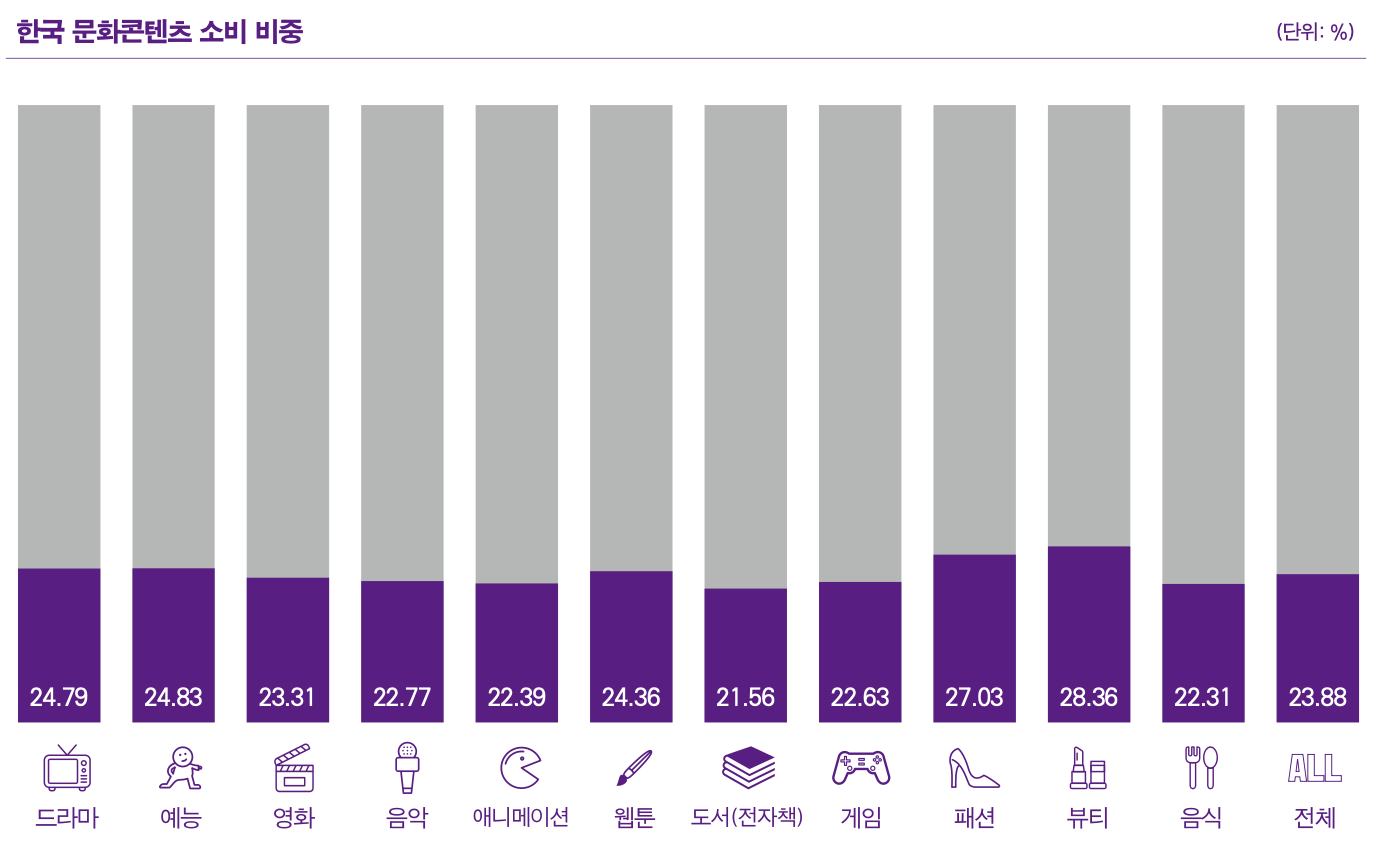 한국 문화콘텐츠 소비 비중
(단위: %)
24.79 24.83 23.31 22.77 22.39 24.36 21.56 22.63 27.03 28.36 22.31 23.88
ALL
드라마 예능 영화 음악 애니메이션 웹툰 도서(전자책) 게임 패션 뷰티 음식 전체